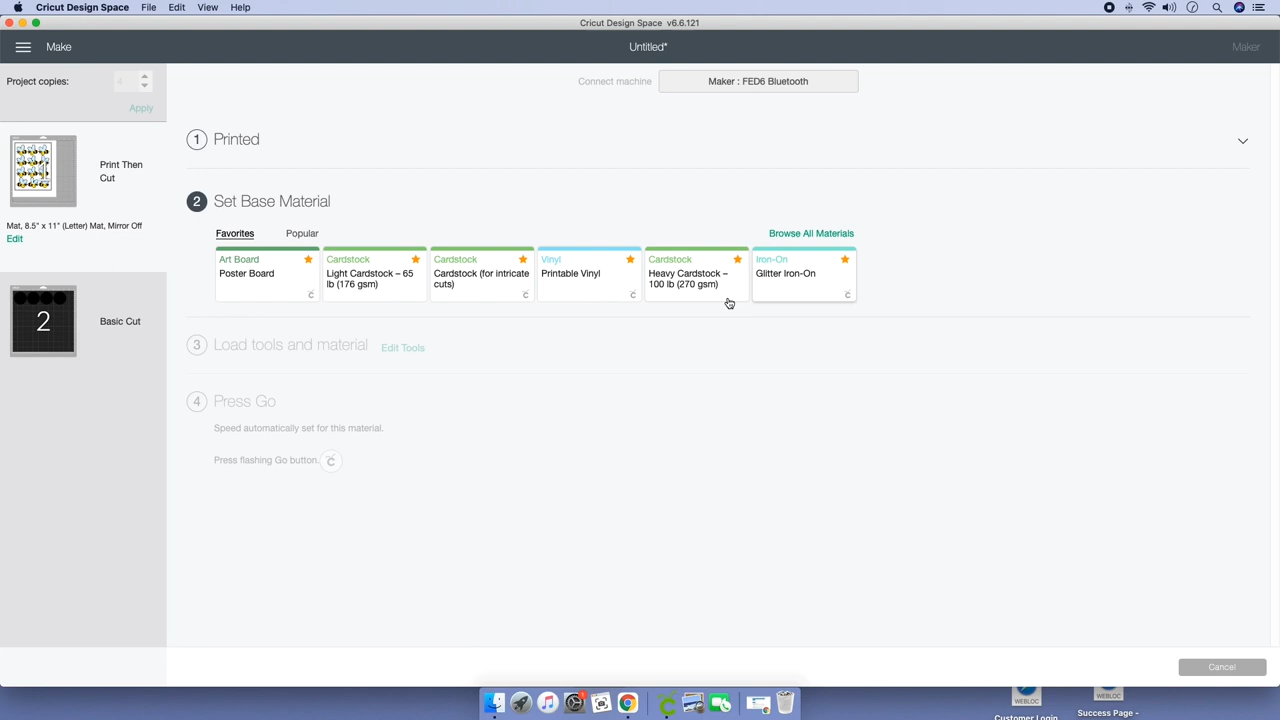 Cricut Design Space File Edit View Help
Cricut Design Space v6.6.121
Make
Untitled*
Maker
Project copies: 4
Apply
Connect machine
Maker : FED6 Bluetooth
1 Printed
Print Then
Cut
Mat, 8.5" x 11" (Letter) Mat, Mirror Off
Edit
2
Basic Cut
2 Set Base Material
Favorites Popular Browse All Materials
Art Board
Poster Board
Cardstock
Light Cardstock – 65
lb (176 gsm)
Cardstock
Cardstock (for intricate
cuts)
Vinyl
Printable Vinyl
Cardstock
Heavy Cardstock –
100 lb (270 gsm)
Iron-On
Glitter Iron-On
3 Load tools and material Edit Tools
4 Press Go
Speed automatically set for this material.
Press flashing Go button.
Cancel
WEBLOC
Customer Login
WEBLOC
Success Page -